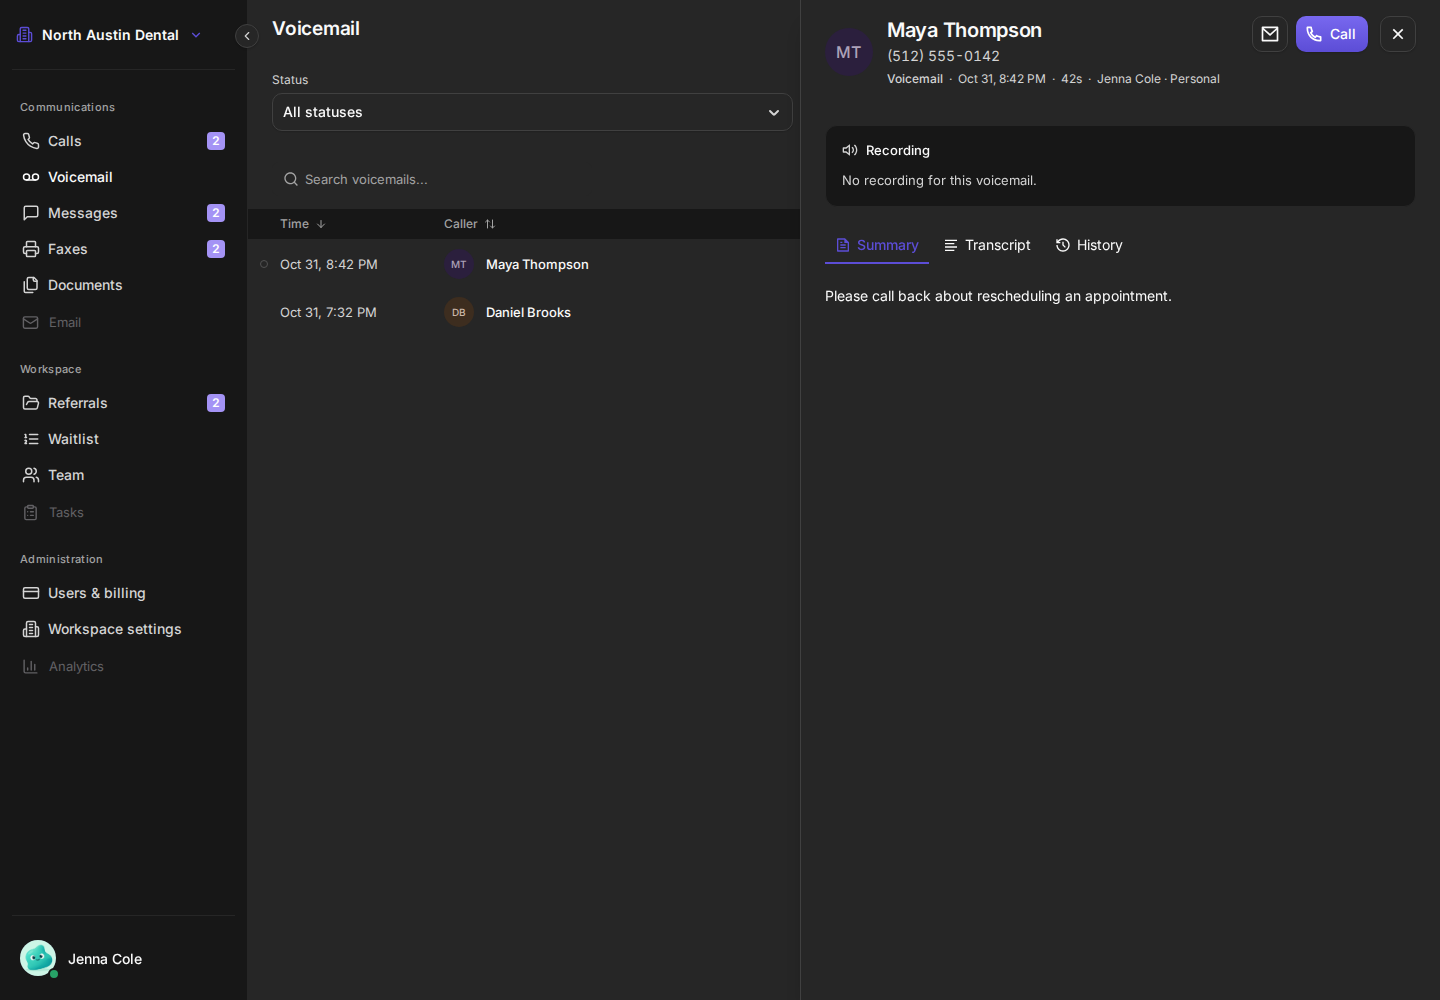 North Austin Dental
Communications
Calls 2
Voicemail
Messages 2
Faxes 2
Documents
Email
Workspace
Referrals 2
Waitlist
Team
Tasks
Administration
Users & billing
Workspace settings
Analytics
Jenna Cole
Voicemail
Status
All statuses
Search voicemails...
Time Caller
Oct 31, 8:42 PM MT Maya Thompson
Oct 31, 7:32 PM DB Daniel Brooks
MT
Maya Thompson
(512) 555-0142
Voicemail · Oct 31, 8:42 PM · 42s · Jenna Cole · Personal
Call
Recording
No recording for this voicemail.
Summary Transcript History
Please call back about rescheduling an appointment.